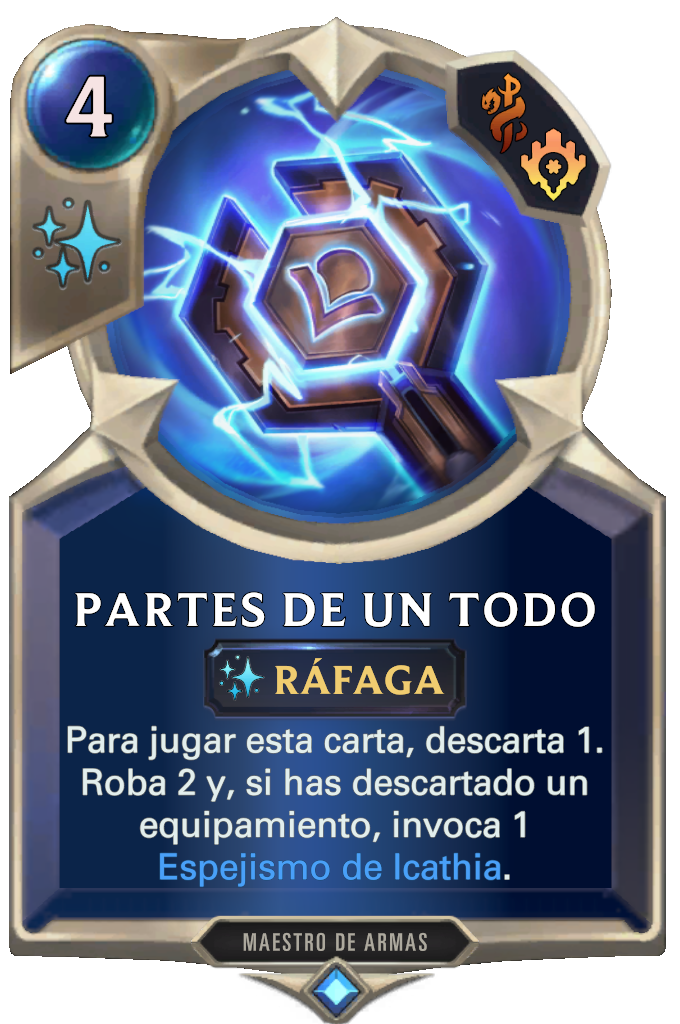 4
PARTES DE UN TODO
RÁFAGA
Para jugar esta carta, descarta 1.
Roba 2 y, si has descartado un
equipamiento, invoca 1
Espejismo de Icathia.
MAESTRO DE ARMAS